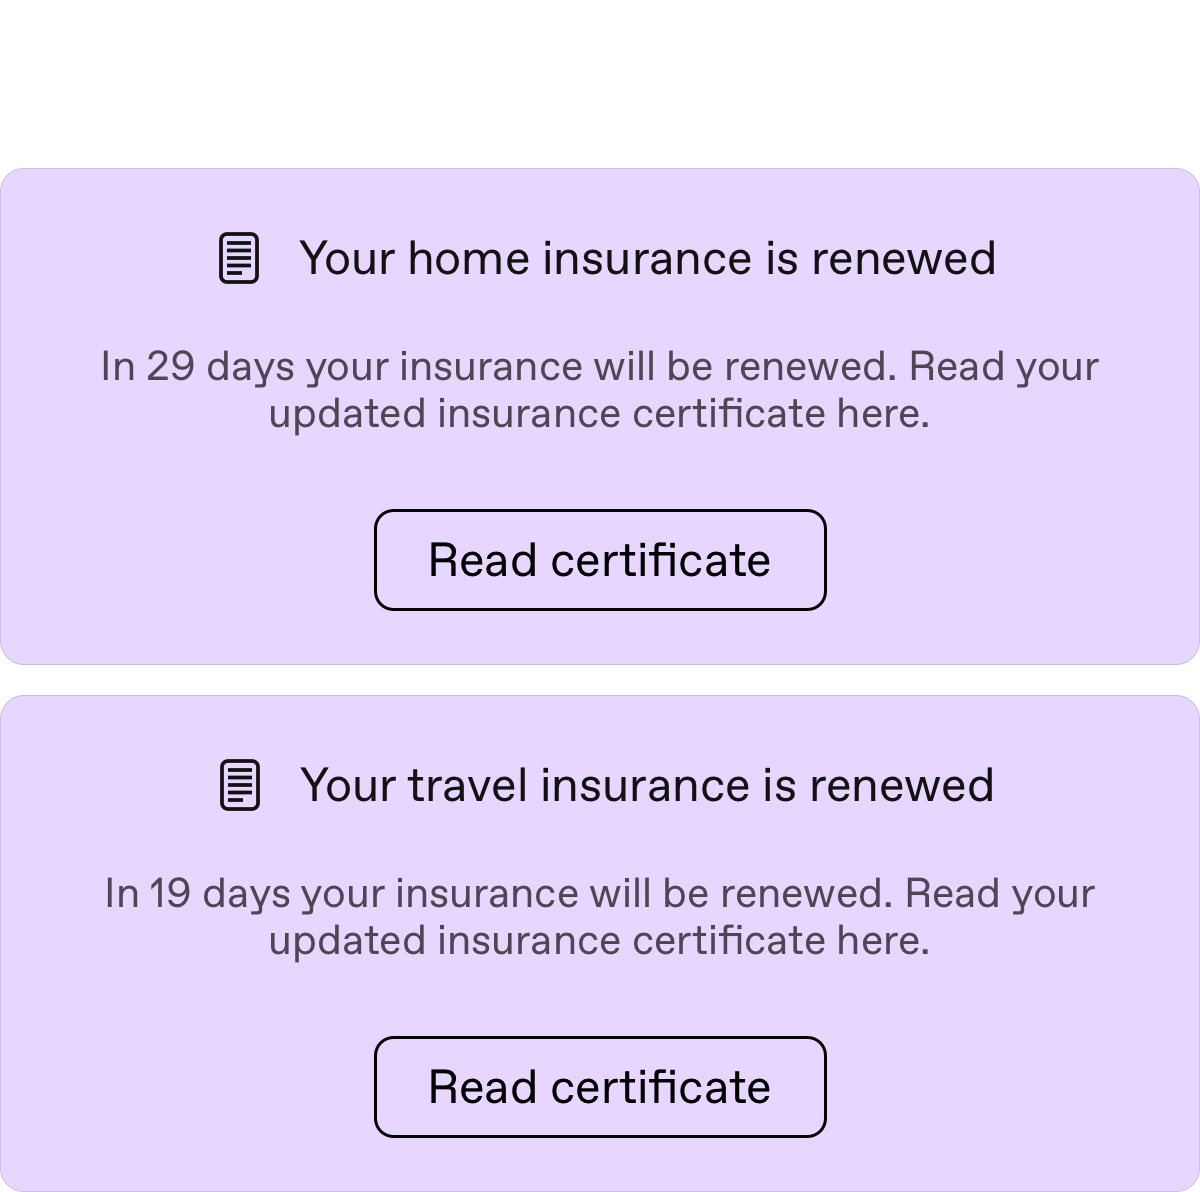 Your home insurance is renewed
In 29 days your insurance will be renewed. Read your
updated insurance certificate here.
Read certificate
Your travel insurance is renewed
In 19 days your insurance will be renewed. Read your
updated insurance certificate here.
Read certificate